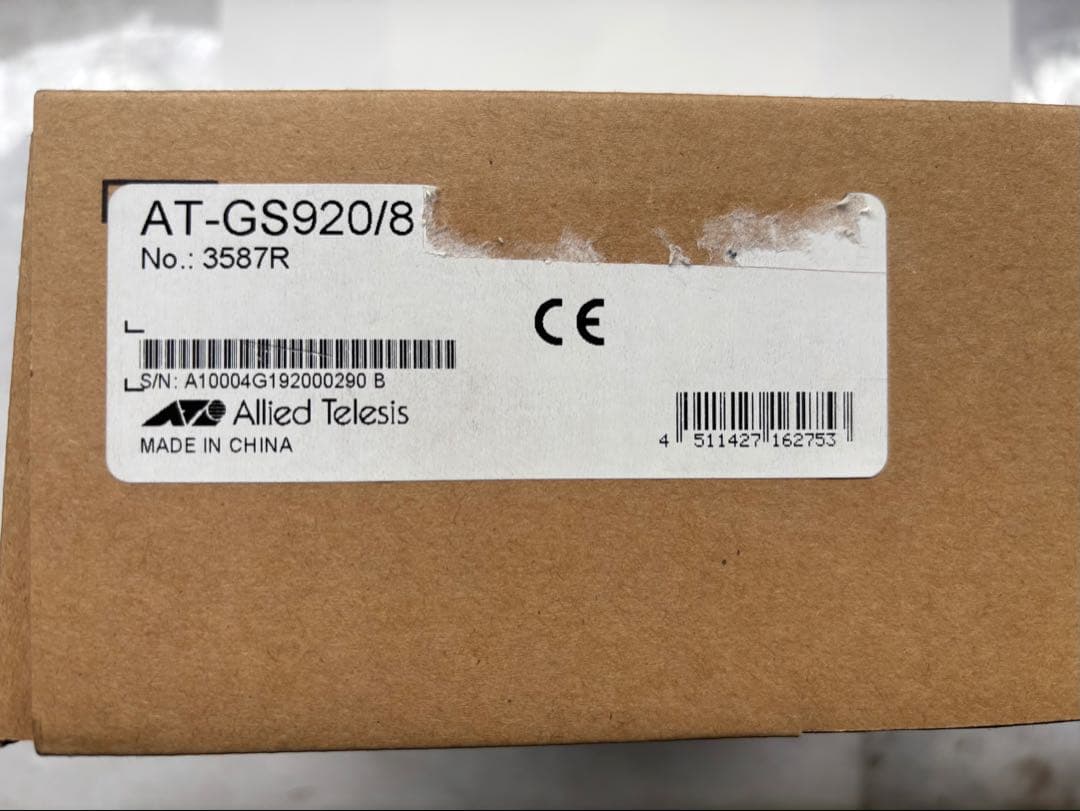 AT-GS920/8
No.: 3587R
CE
S/N: A10004G192000290 B
Allied Telesis
MADE IN CHINA
4 511427 162753